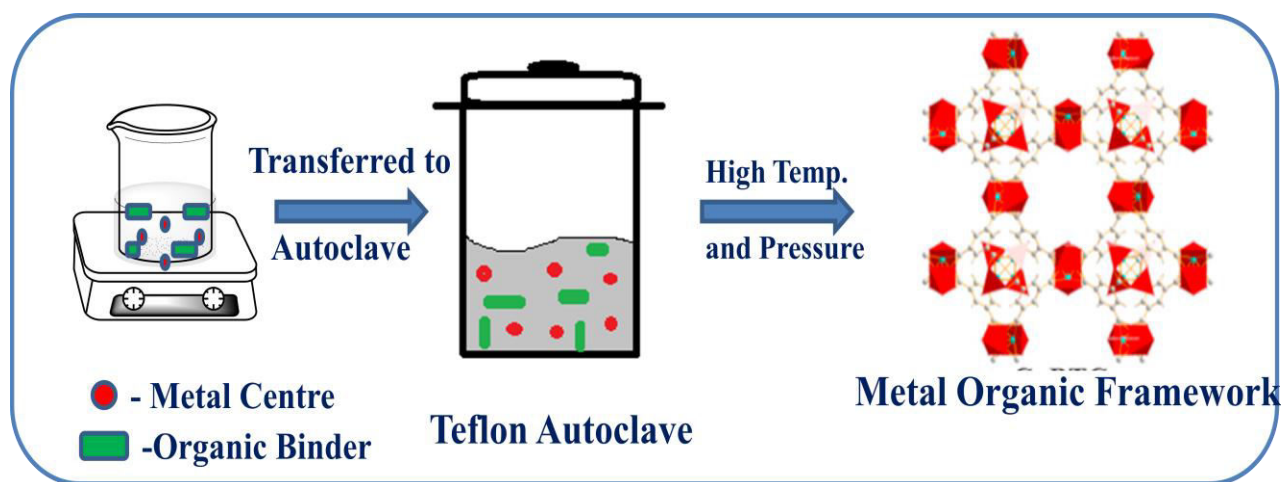 Transferred to
Autoclave
High Temp.
and Pressure
- Metal Centre
-Organic Binder
Teflon Autoclave
Metal Organic Framework